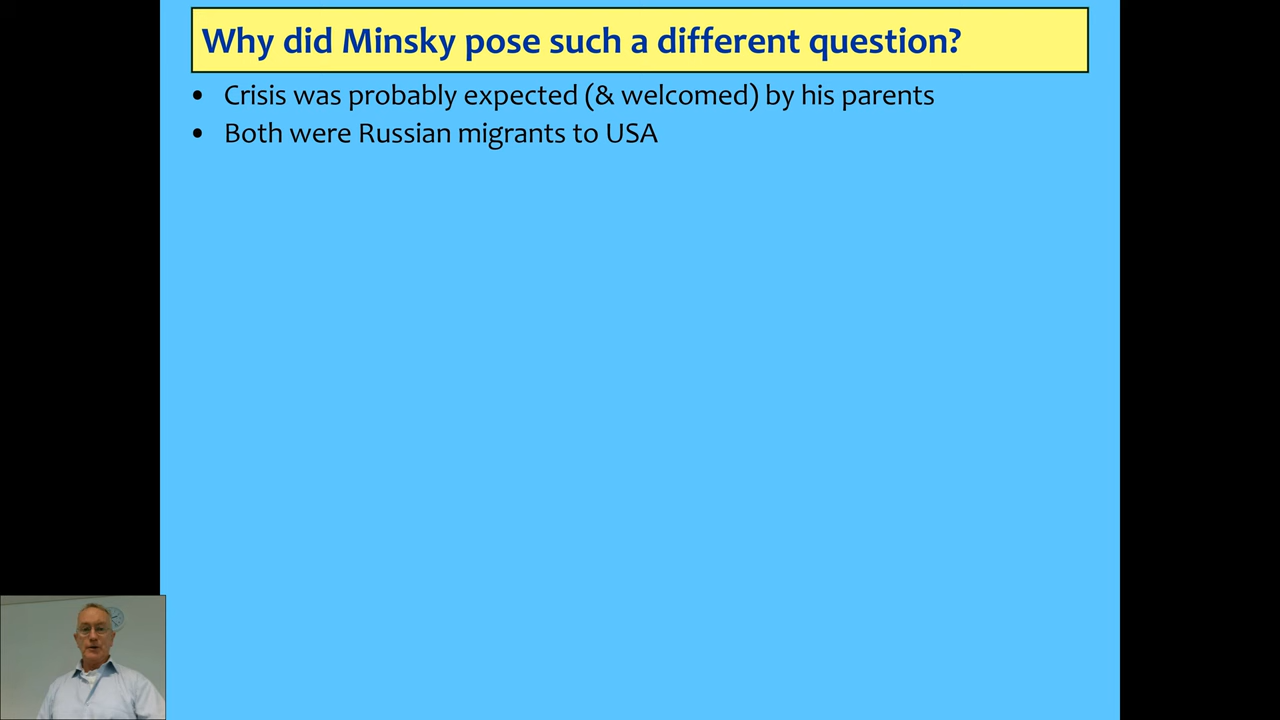 Why did Minsky pose such a different question?
• Crisis was probably expected (& welcomed) by his parents
• Both were Russian migrants to USA